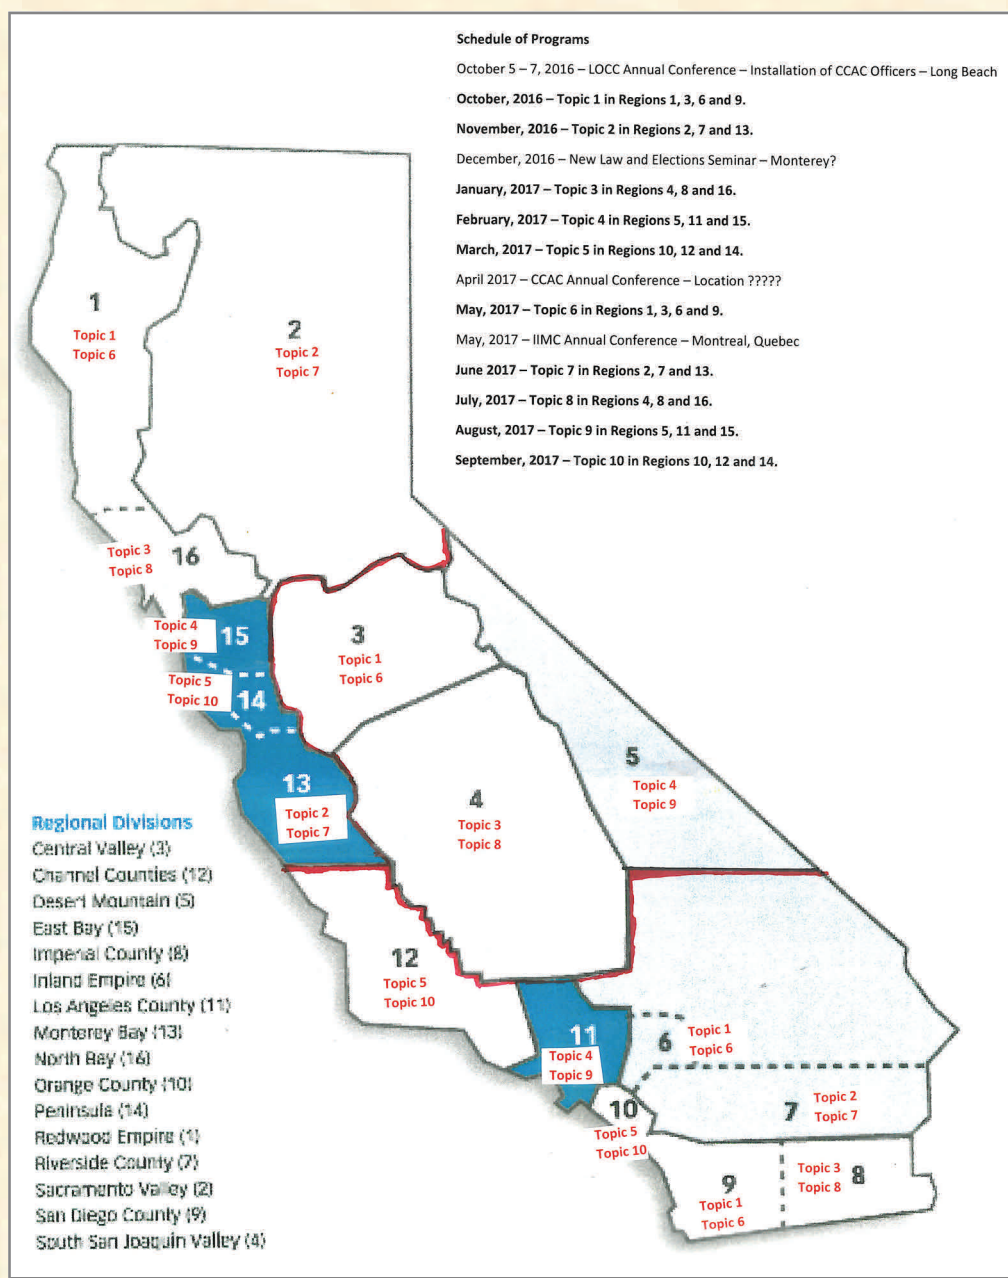 Schedule of Programs
October 5 – 7, 2016 – LOCC Annual Conference – Installation of CCAC Officers – Long Beach
October, 2016 – Topic 1 in Regions 1, 3, 6 and 9.
November, 2016 – Topic 2 in Regions 2, 7 and 13.
December, 2016 – New Law and Elections Seminar – Monterey?
January, 2017 – Topic 3 in Regions 4, 8 and 16.
February, 2017 – Topic 4 in Regions 5, 11 and 15.
March, 2017 – Topic 5 in Regions 10, 12 and 14.
April 2017 – CCAC Annual Conference – Location ?????
May, 2017 – Topic 6 in Regions 1, 3, 6 and 9.
May, 2017 – IIMC Annual Conference – Montreal, Quebec
June 2017 – Topic 7 in Regions 2, 7 and 13.
July, 2017 – Topic 8 in Regions 4, 8 and 16.
August, 2017 – Topic 9 in Regions 5, 11 and 15.
September, 2017 – Topic 10 in Regions 10, 12 and 14.
1
Topic 1
Topic 6
2
Topic 2
Topic 7
16
Topic 3
Topic 8
15
Topic 4
Topic 9
14
Topic 5
Topic 10
3
Topic 1
Topic 6
13
Topic 2
Topic 7
4
Topic 3
Topic 8
5
Topic 4
Topic 9
12
Topic 5
Topic 10
11
Topic 4
Topic 9
6
Topic 1
Topic 6
10
Topic 5
Topic 10
7
Topic 2
Topic 7
9
Topic 1
Topic 6
8
Topic 3
Topic 8
Regional Divisions
Central Valley (3)
Channel Counties (12)
Desert Mountain (5)
East Bay (15)
Imperial County (8)
Inland Empire (6)
Los Angeles County (11)
Monterey Bay (13)
North Bay (16)
Orange County (10)
Peninsula (14)
Redwood Empire (1)
Riverside County (7)
Sacramento Valley (2)
San Diego County (9)
South San Joaquin Valley (4)